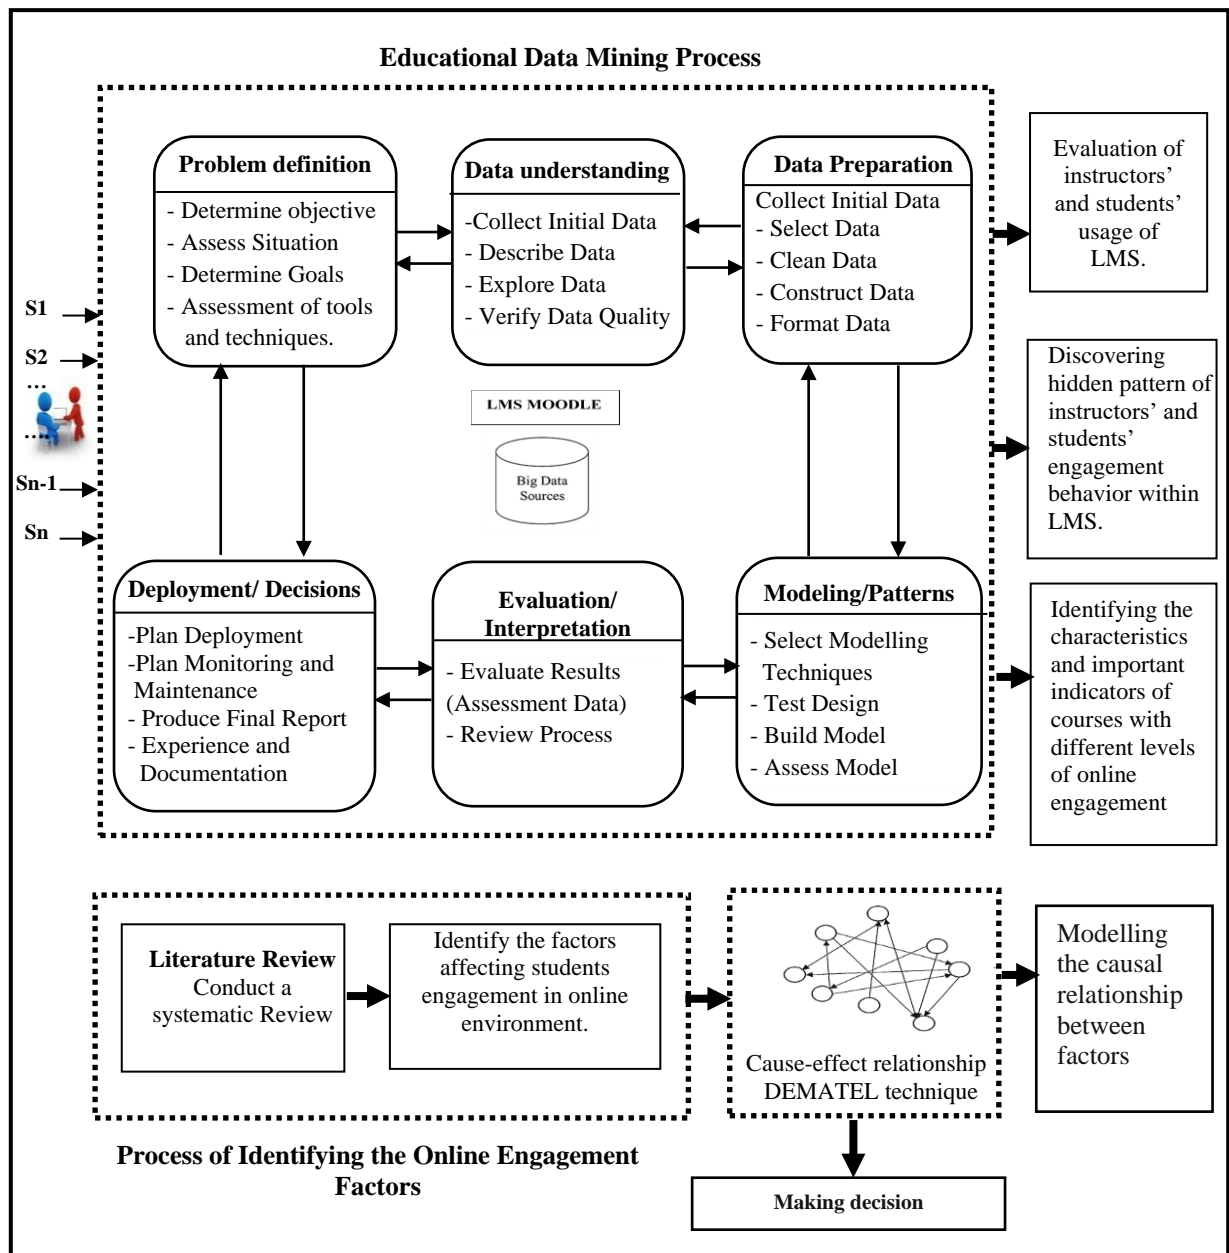 Educational Data Mining Process
Problem definition
- Determine objective
- Assess Situation
- Determine Goals
- Assessment of tools
and techniques.
Data understanding
-Collect Initial Data
- Describe Data
- Explore Data
- Verify Data Quality
Data Preparation
Collect Initial Data
- Select Data
- Clean Data
- Construct Data
- Format Data
Evaluation of
instructors’
and students’
usage of
LMS.
S1
S2
...
....
Sn-1
Sn
LMS MOODLE
Big Data
Sources
Discovering
hidden pattern of
instructors’ and
students’
engagement
behavior within
LMS.
Deployment/ Decisions
-Plan Deployment
-Plan Monitoring and
Maintenance
- Produce Final Report
- Experience and
Documentation
Evaluation/
Interpretation
- Evaluate Results
(Assessment Data)
- Review Process
Modeling/Patterns
- Select Modelling
Techniques
- Test Design
- Build Model
- Assess Model
Identifying the
characteristics
and important
indicators of
courses with
different levels
of online
engagement
Literature Review
Conduct a
systematic Review
Identify the factors
affecting students
engagement in online
environment.
Cause-effect relationship
DEMATEL technique
Modelling
the causal
relationship
between
factors
Process of Identifying the Online Engagement
Factors
Making decision